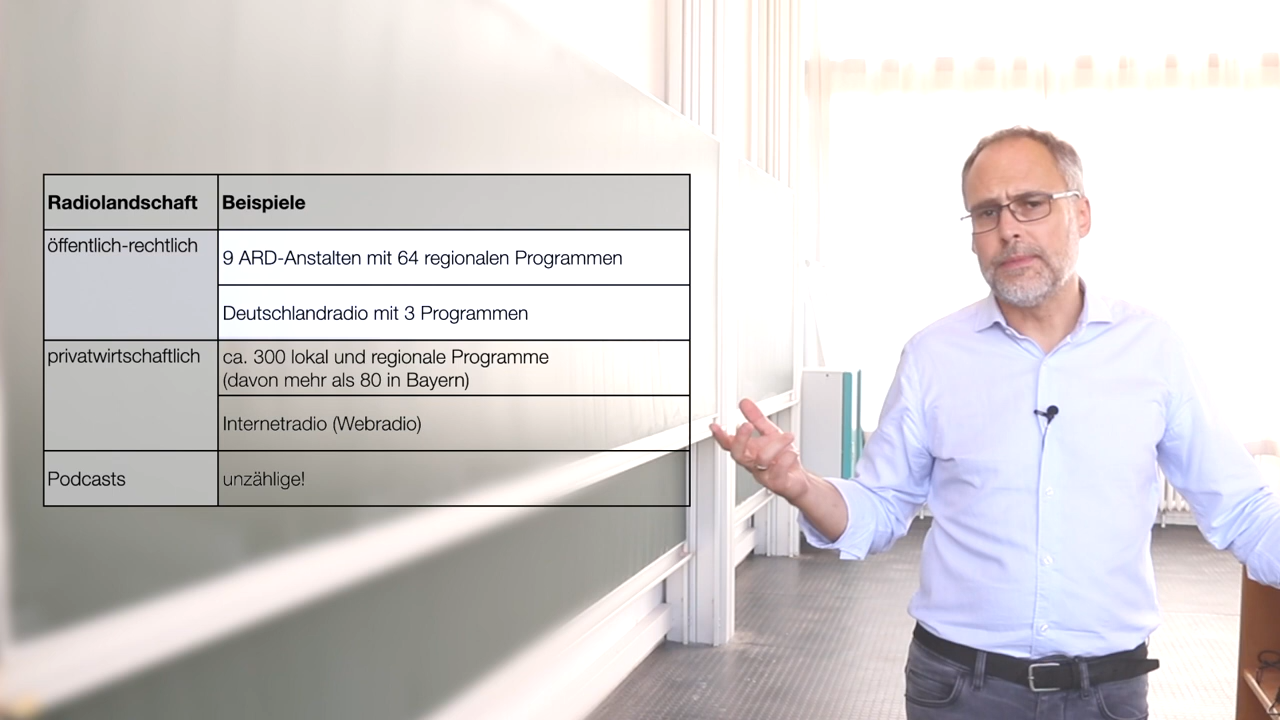 Radiolandschaft Beispiele
öffentlich-rechtlich
9 ARD-Anstalten mit 64 regionalen Programmen
Deutschlandradio mit 3 Programmen
privatwirtschaftlich
ca. 300 lokal und regionale Programme
(davon mehr als 80 in Bayern)
Internetradio (Webradio)
Podcasts unzählige!